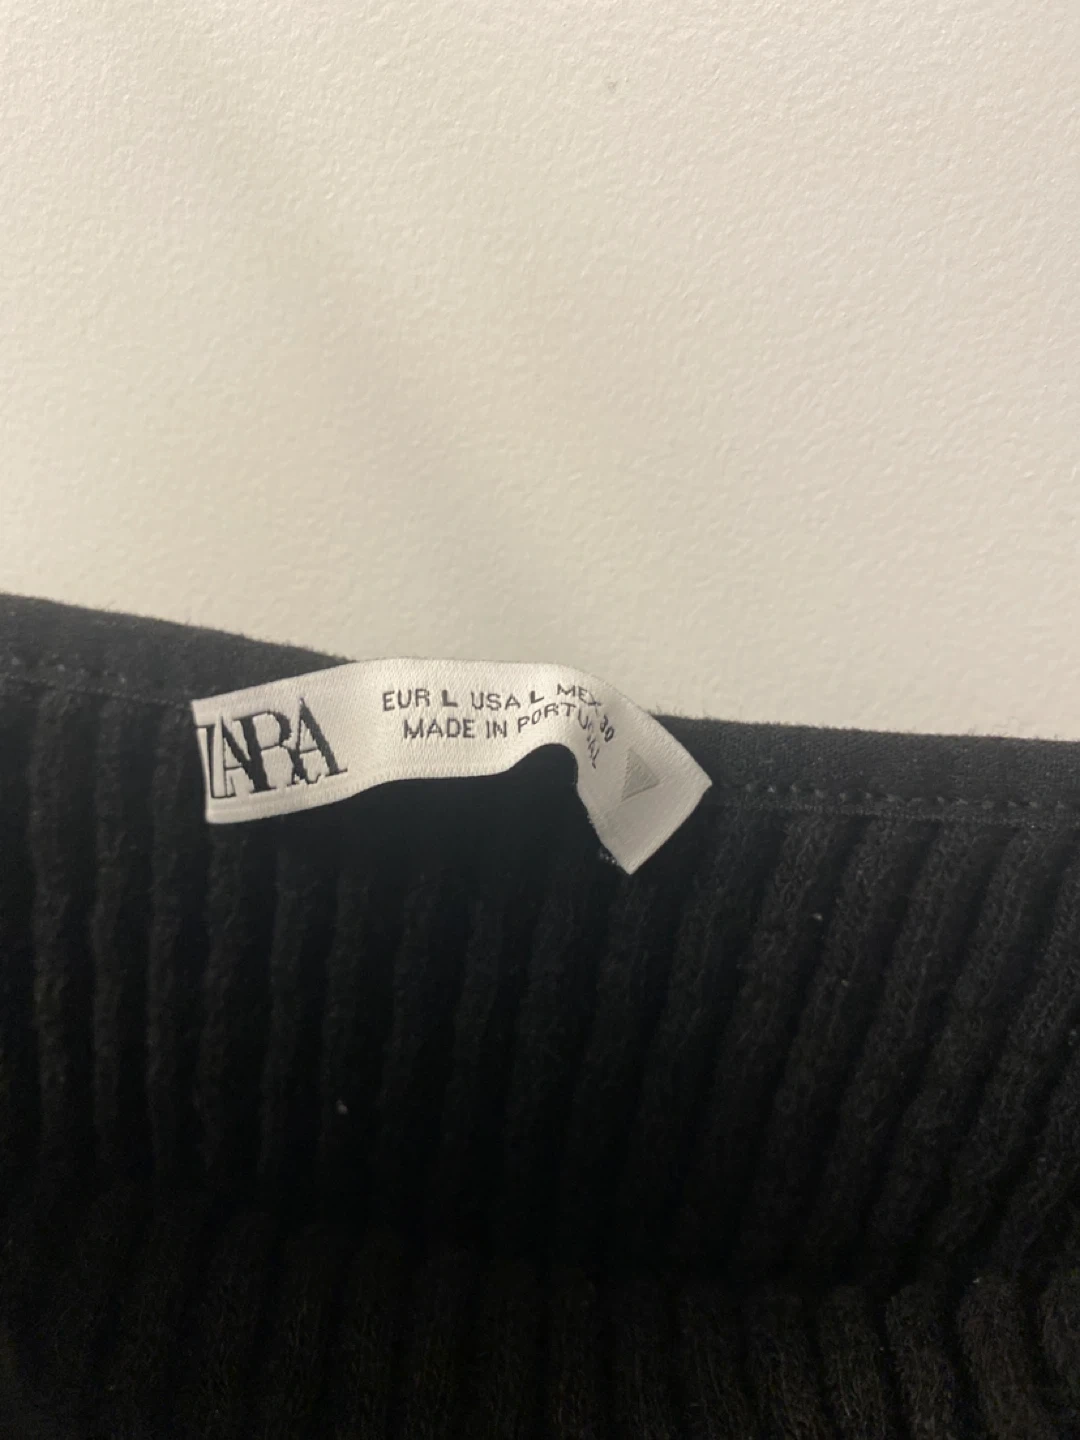 ZARA
EUR L USA L MEX 30
MADE IN PORTUGAL